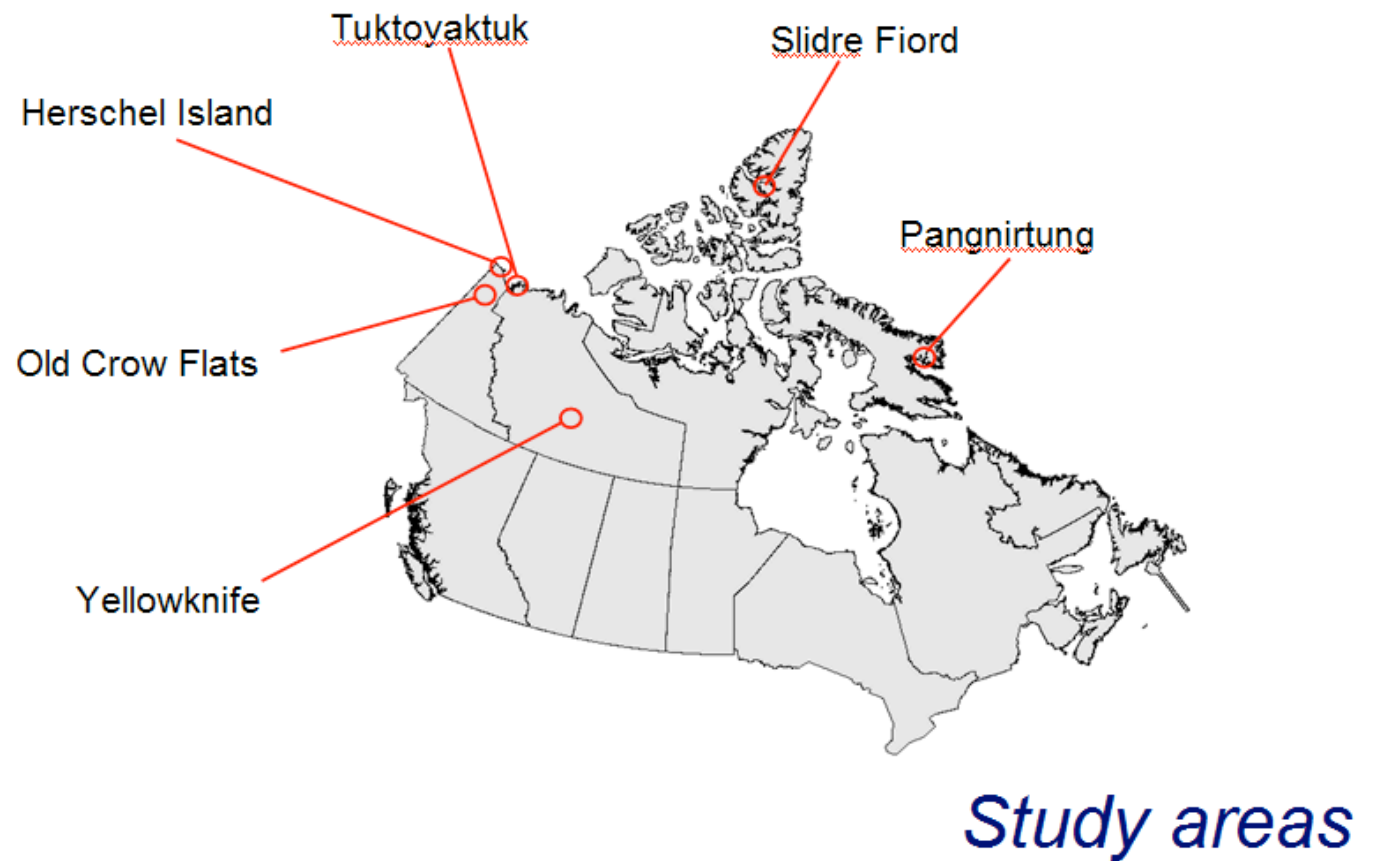 Tuktoyaktuk
Slidre Fiord
Herschel Island
Pangnirtung
Old Crow Flats
Yellowknife
Study areas